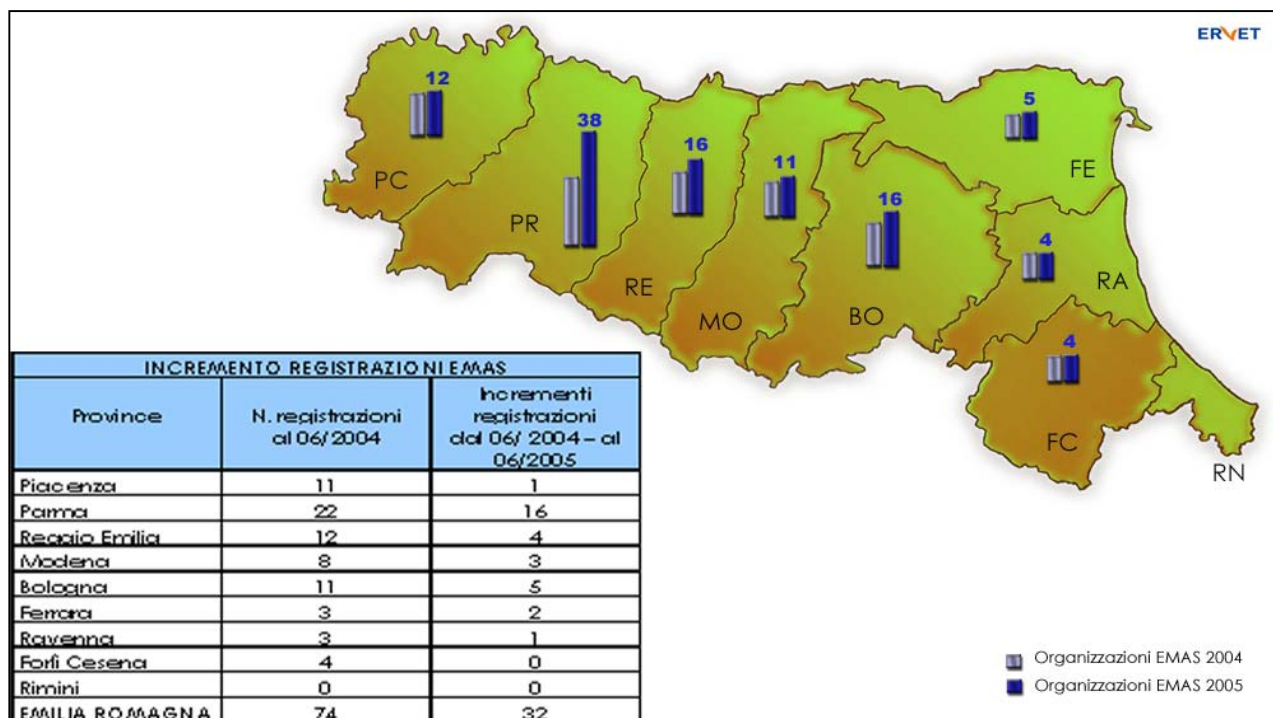 ERVET
12
5
38
16
11
16
PC
FE
PR
4
RE
RA
MO
BO
4
FC
RN
INCREMENTO REGISTRAZIONI EMAS
Province
N. registrazioni
al 06/2004
Incrementi
registrazioni
dal 06/ 2004 – al
06/2005
Piacenza 11 1
Parma 22 16
Reggio Emilia 12 4
Modena 8 3
Bologna 11 5
Ferrara 3 2
Ravenna 3 1
Forlì Cesena 4 0
Rimini 0 0
EMILIA ROMAGNA 74 32
Organizzazioni EMAS 2004
Organizzazioni EMAS 2005